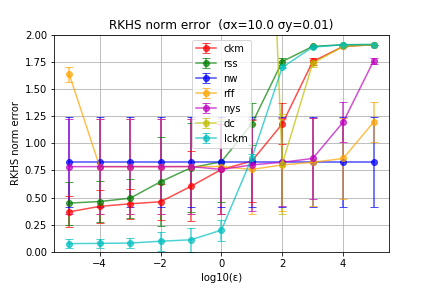 RKHS norm error (σx=10.0 σy=0.01)
2.00
1.75
1.50
1.25
1.00
0.75
0.50
0.25
0.00
RKHS norm error
ckm
rss
nw
rff
nys
dc
lckm
−4 −2 0 2 4
log10(ε)